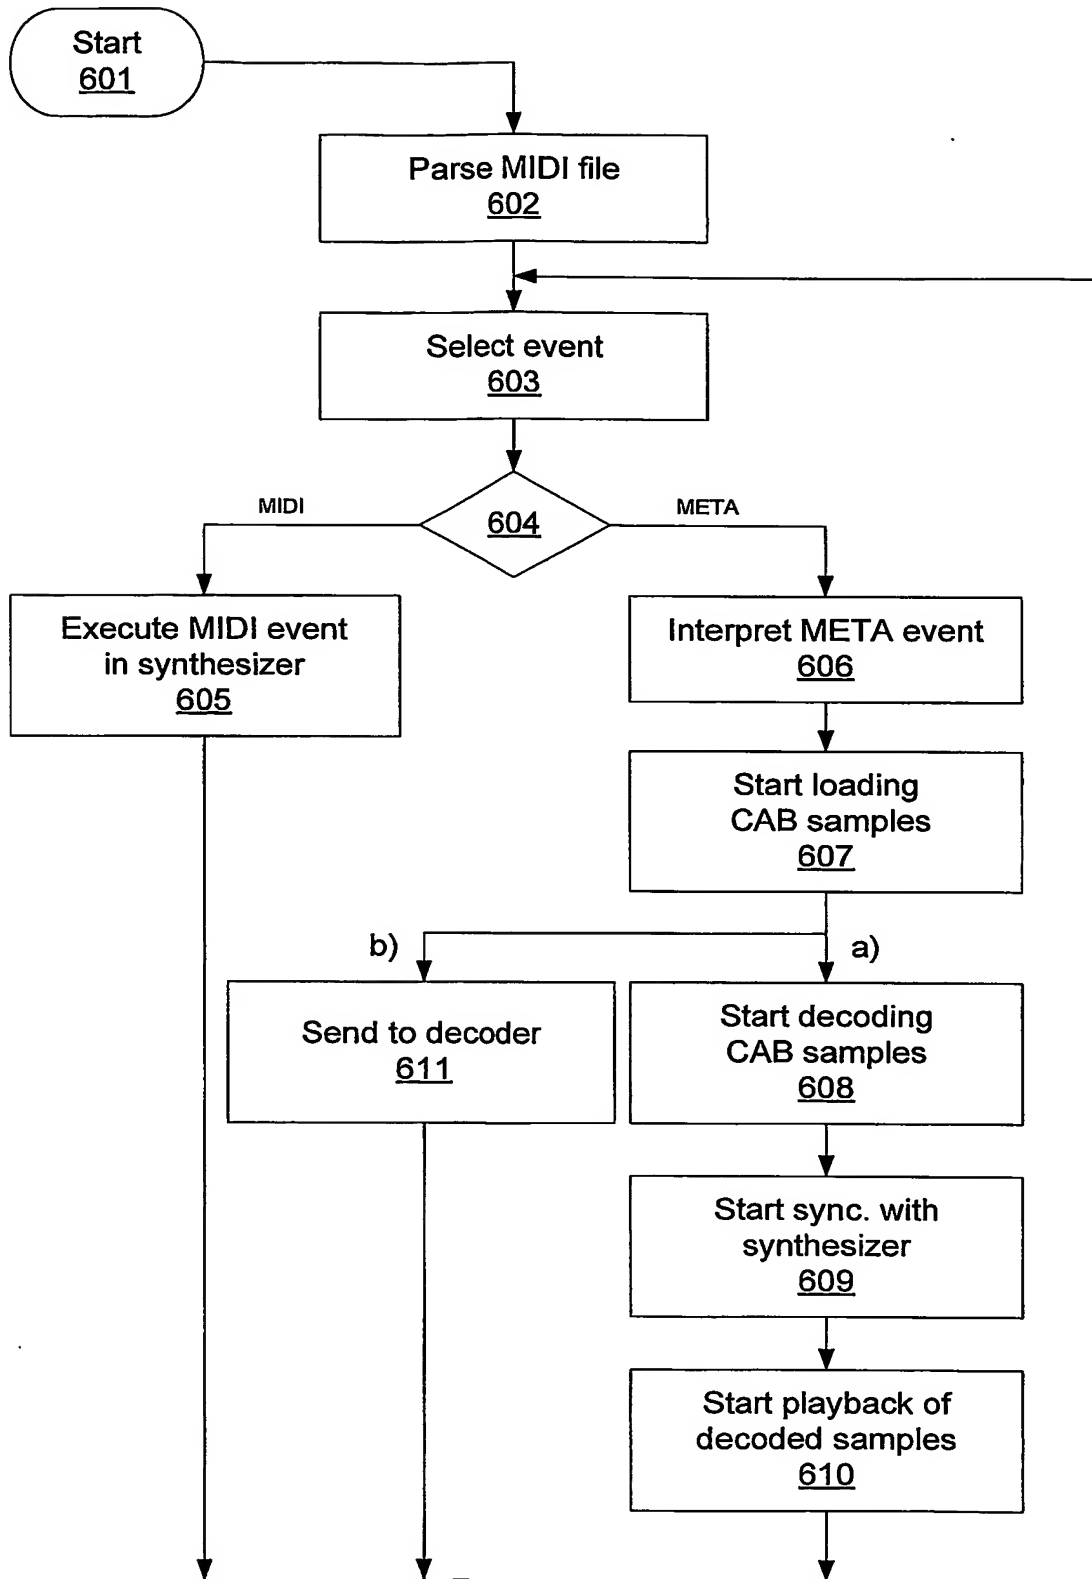 Start
601
Parse MIDI file
602
Select event
603
MIDI
604
META
Execute MIDI event
in synthesizer
605
Interpret META event
606
Start loading
CAB samples
607
b)
a)
Send to decoder
611
Start decoding
CAB samples
608
Start sync. with
synthesizer
609
Start playback of
decoded samples
610